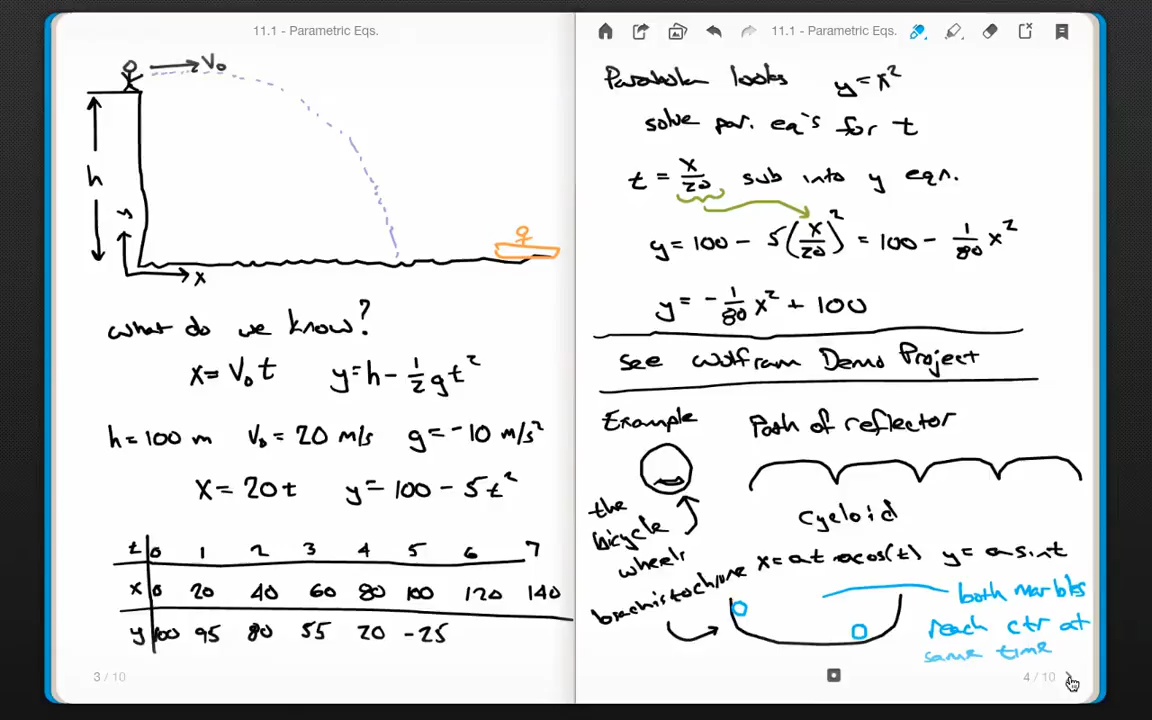 11.1 - Parametric Eqs.
V₀
h
y
x
what do we know?
x = V₀t y = h - 1/2 gt²
h = 100 m V₀ = 20 m/s g = -10 m/s²
x = 20t y = 100 - 5t²
t 0 1 2 3 4 5 6 7
x 0 20 40 60 80 100 120 140
y 100 95 80 55 20 -25
3 / 10
11.1 - Parametric Eqs.
Parabola looks y = x²
solve par. eq's for t
t = x/20 sub into y eqn.
y = 100 - 5(x/20)² = 100 - 1/80 x²
y = -1/80 x² + 100
See Wolfram Demo Project
Example Path of reflector
the
bicycle
wheels
cycloid
x = at acos(t) y = a sin t
brachistochrone
both marbles
reach ctr at
same time
4 / 10